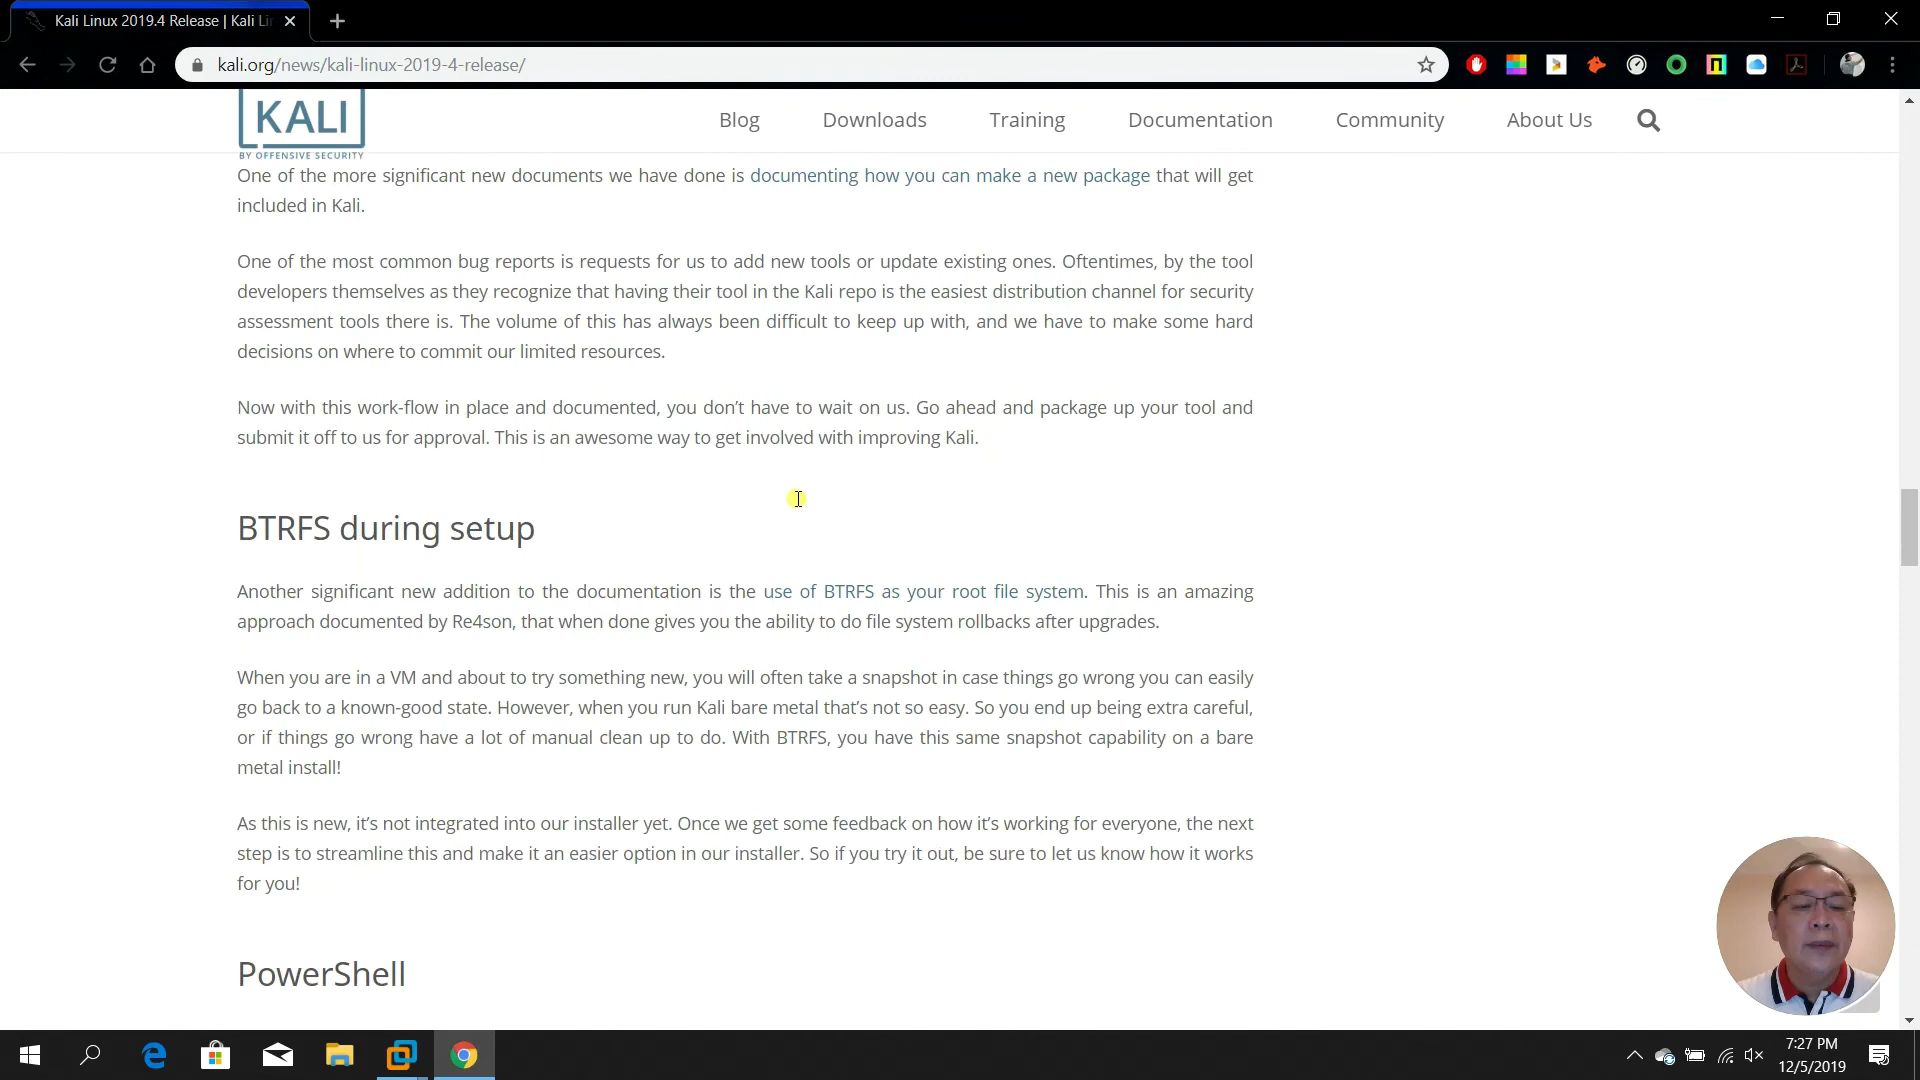 Kali Linux 2019.4 Release | Kali Li
kali.org/news/kali-linux-2019-4-release/
KALI
BY OFFENSIVE SECURITY
Blog
Downloads
Training
Documentation
Community
About Us
One of the more significant new documents we have done is documenting how you can make a new package that will get
included in Kali.
One of the most common bug reports is requests for us to add new tools or update existing ones. Oftentimes, by the tool
developers themselves as they recognize that having their tool in the Kali repo is the easiest distribution channel for security
assessment tools there is. The volume of this has always been difficult to keep up with, and we have to make some hard
decisions on where to commit our limited resources.
Now with this work-flow in place and documented, you don’t have to wait on us. Go ahead and package up your tool and
submit it off to us for approval. This is an awesome way to get involved with improving Kali.
BTRFS during setup
Another significant new addition to the documentation is the use of BTRFS as your root file system. This is an amazing
approach documented by Re4son, that when done gives you the ability to do file system rollbacks after upgrades.
When you are in a VM and about to try something new, you will often take a snapshot in case things go wrong you can easily
go back to a known-good state. However, when you run Kali bare metal that’s not so easy. So you end up being extra careful,
or if things go wrong have a lot of manual clean up to do. With BTRFS, you have this same snapshot capability on a bare
metal install!
As this is new, it’s not integrated into our installer yet. Once we get some feedback on how it’s working for everyone, the next
step is to streamline this and make it an easier option in our installer. So if you try it out, be sure to let us know how it works
for you!
PowerShell
7:27 PM
12/5/2019